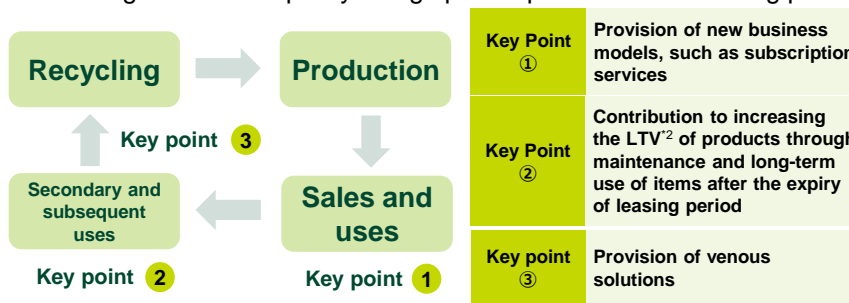 Recycling
Production
Key point 3
Secondary and
subsequent
uses
Sales and
uses
Key point 2
Key point 1
Key Point
①
Provision of new business
models, such as subscription
services
Key Point
②
Contribution to increasing
the LTV*2 of products through
maintenance and long-term
use of items after the expiry
of leasing period
Key point
③
Provision of venous
solutions